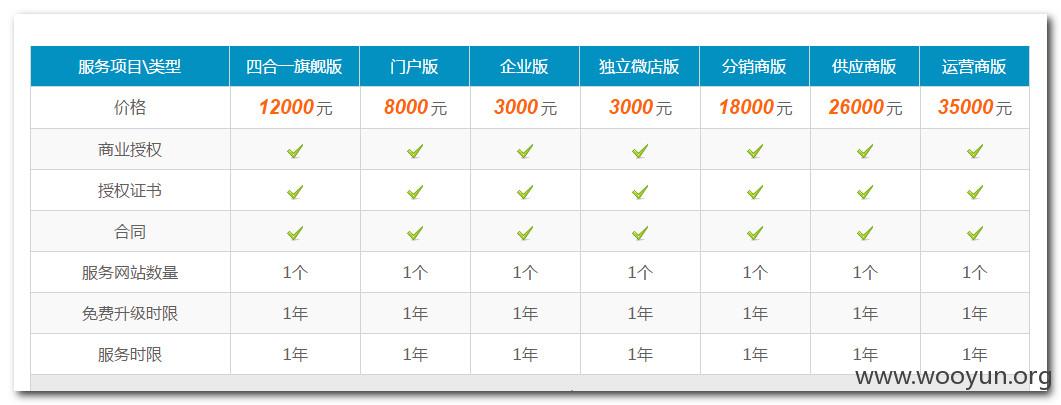 服务项目\类型 四合一旗舰版 门户版 企业版 独立微店版 分销商版 供应商版 运营商版
价格 12000元 8000元 3000元 3000元 18000元 26000元 35000元
商业授权
授权证书
合同
服务网站数量 1个 1个 1个 1个 1个 1个 1个
免费升级时限 1年 1年 1年 1年 1年 1年 1年
服务时限 1年 1年 1年 1年 1年 1年 1年
www.wooyun.org